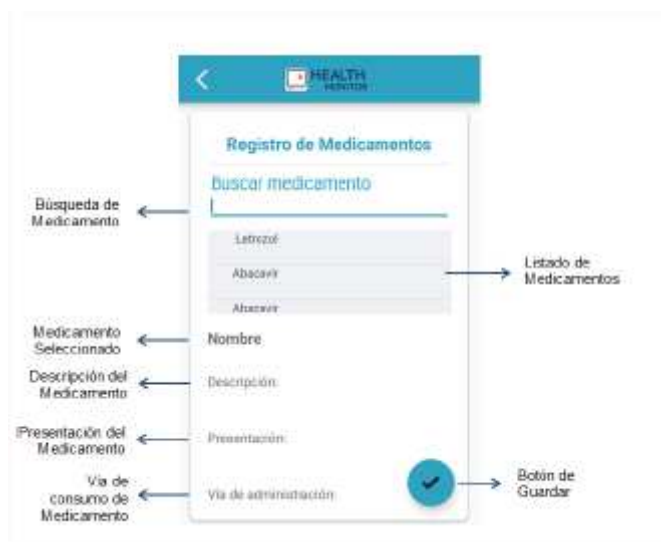 HEALTH
MONITOR
Registro de Medicamentos
Buscar medicamento
Búsqueda de
Medicamento
Letrozol
Abacavir
Abacavir
Listado de
Medicamentos
Medicamento
Seleccionado
Nombre
Descripción del
Medicamento
Descripción:
Presentación del
Medicamento
Presentación:
Vía de
consumo de
Medicamento
Vía de administración:
Botón de
Guardar